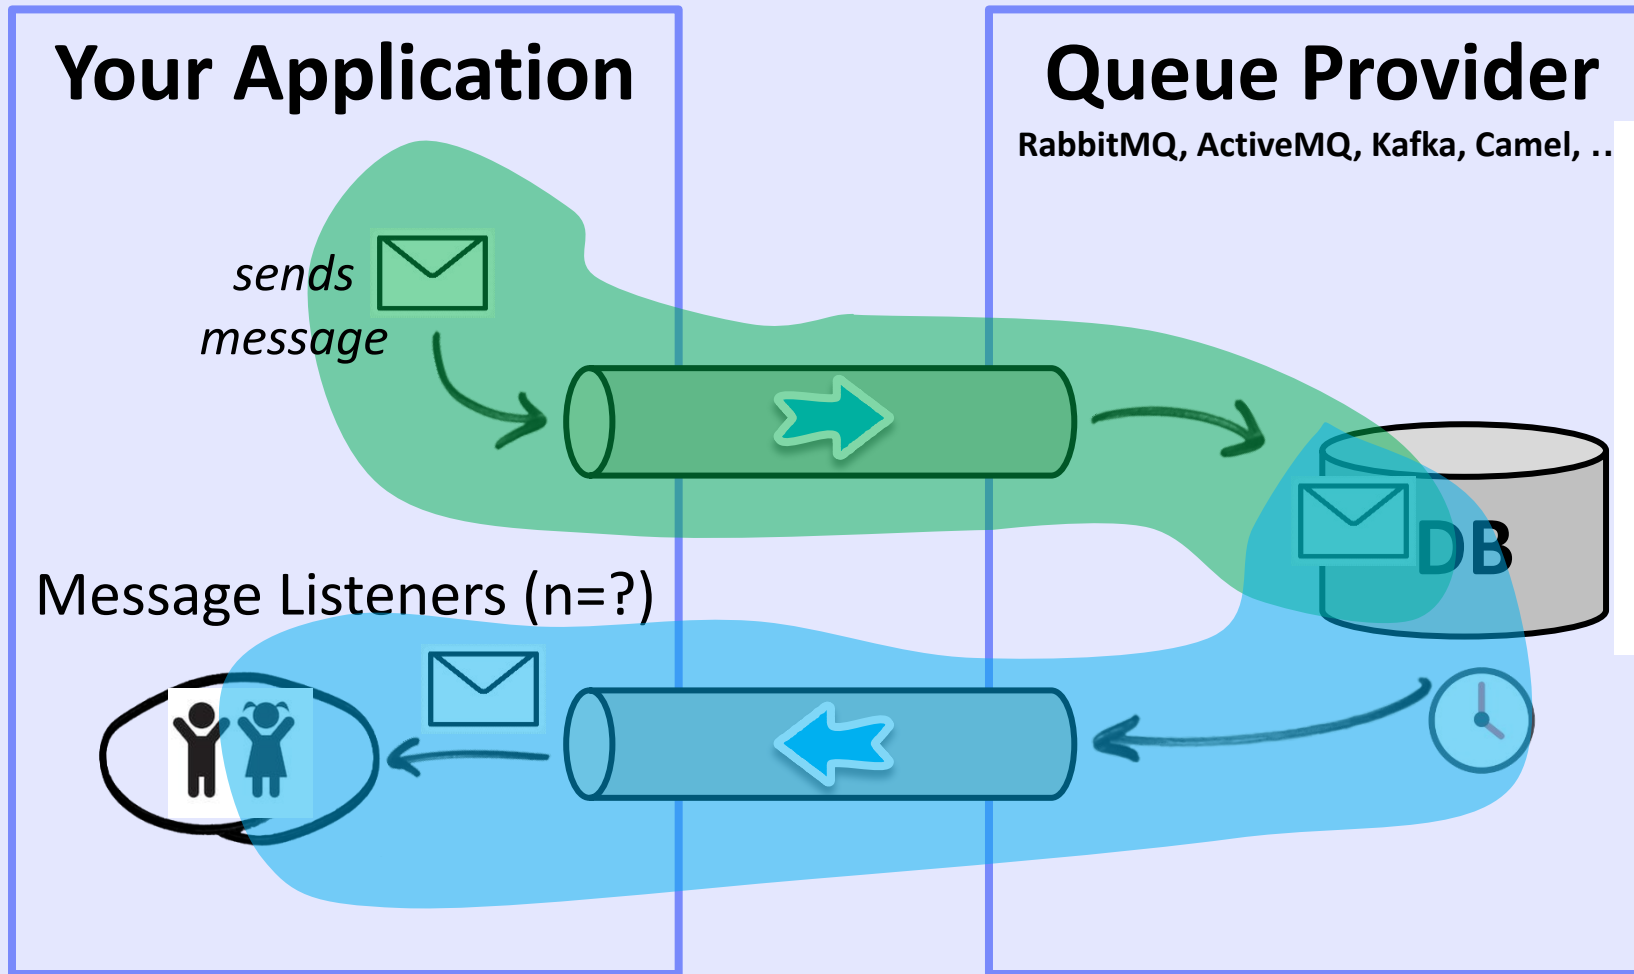 Your Application
Queue Provider
RabbitMQ, ActiveMQ, Kafka, Camel, ..
sends
message
DB
Message Listeners (n=?)